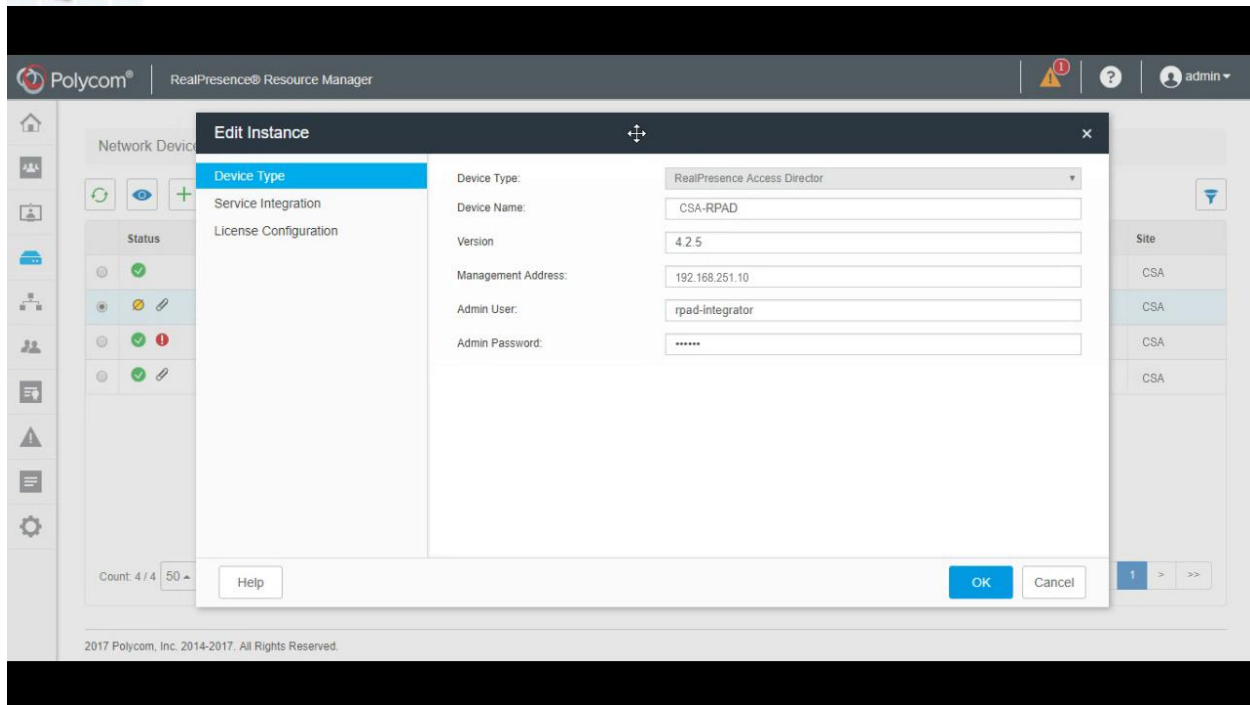 Polycom® RealPresence® Resource Manager 1 ? admin
Edit Instance ×
Network Device
Device Type
Service Integration
License Configuration
Device Type: RealPresence Access Director
Device Name: CSA-RPAD
Version 4.2.5
Management Address: 192.168.251.10
Admin User: rpad-integrator
Admin Password: ••••••
Status Site
CSA
CSA
CSA
CSA
Count: 4 / 4 50 1 > >>
Help OK Cancel
2017 Polycom, Inc. 2014-2017. All Rights Reserved.